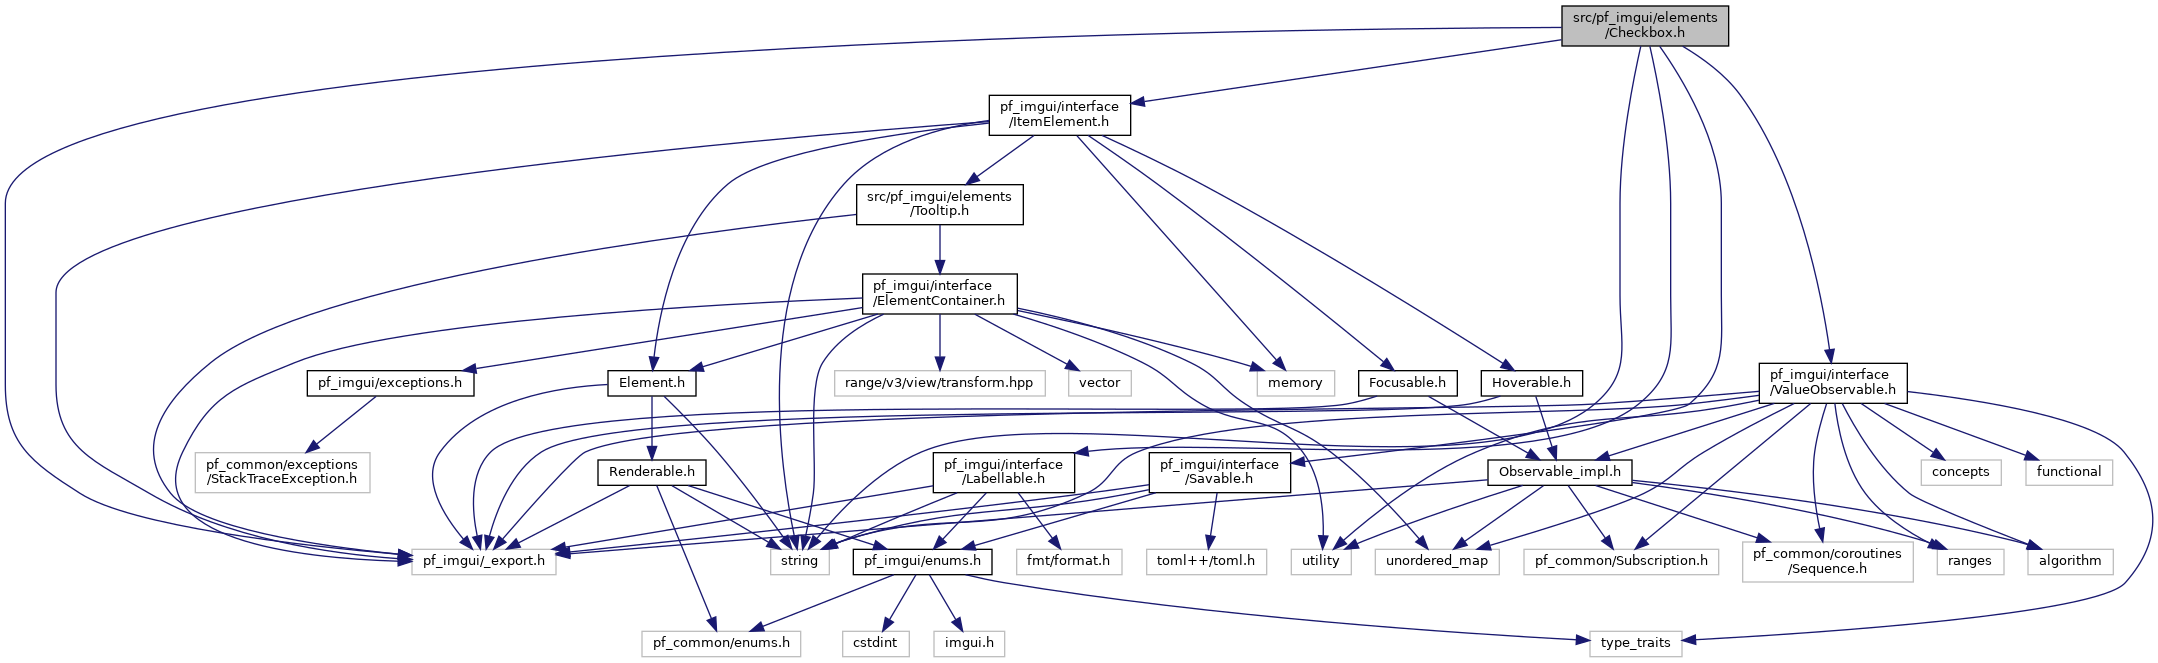 src/pf_imgui/elements
/Checkbox.h
pf_imgui/interface
/ItemElement.h
src/pf_imgui/elements
/Tooltip.h
pf_imgui/interface
/ElementContainer.h
pf_imgui/exceptions.h
Element.h
range/v3/view/transform.hpp
vector
memory
Focusable.h
Hoverable.h
pf_imgui/interface
/ValueObservable.h
pf_common/exceptions
/StackTraceException.h
Renderable.h
pf_imgui/interface
/Labellable.h
pf_imgui/interface
/Savable.h
Observable_impl.h
concepts
functional
pf_imgui/_export.h
string
pf_imgui/enums.h
fmt/format.h
toml++/toml.h
utility
unordered_map
pf_common/Subscription.h
pf_common/coroutines
/Sequence.h
ranges
algorithm
pf_common/enums.h
cstdint
imgui.h
type_traits